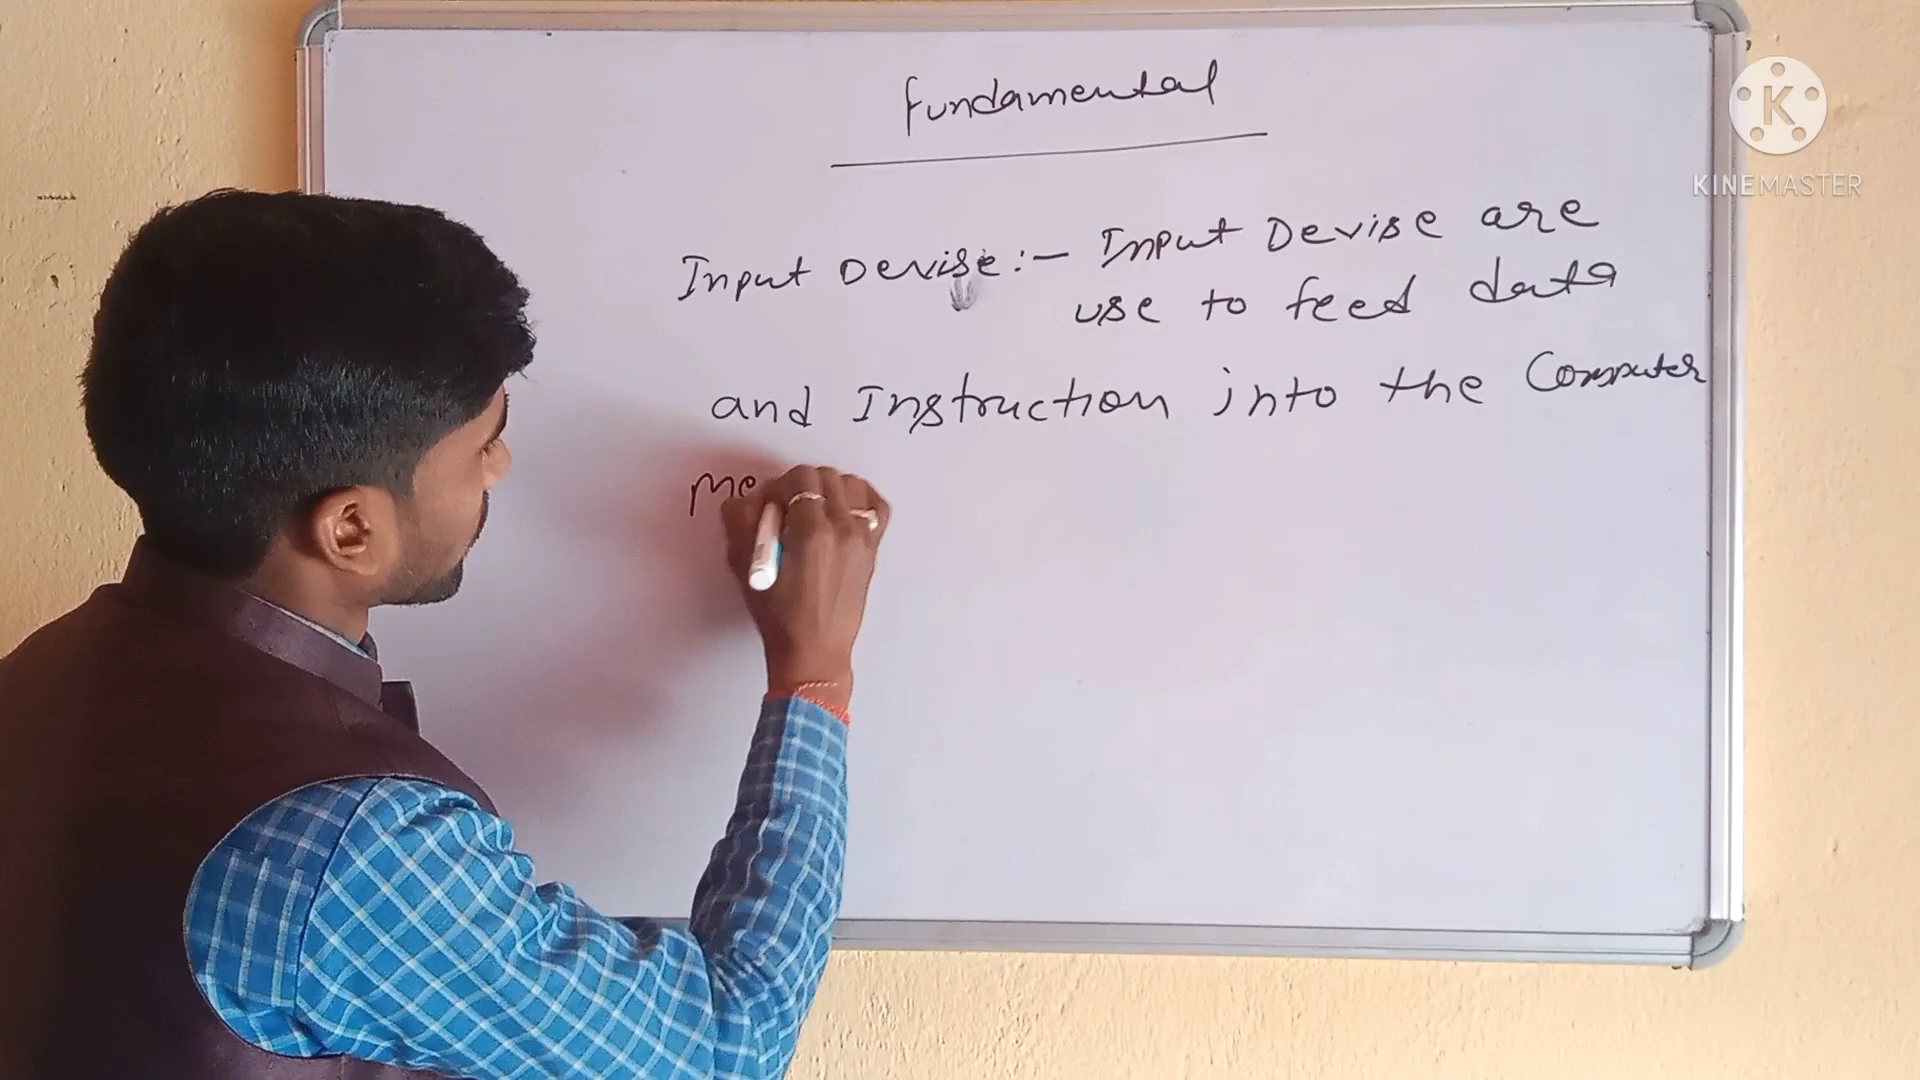 Fundamental
Input Devise:- Input Devise are
use to feed data
and Instruction into the Computer
me
KINEMASTER